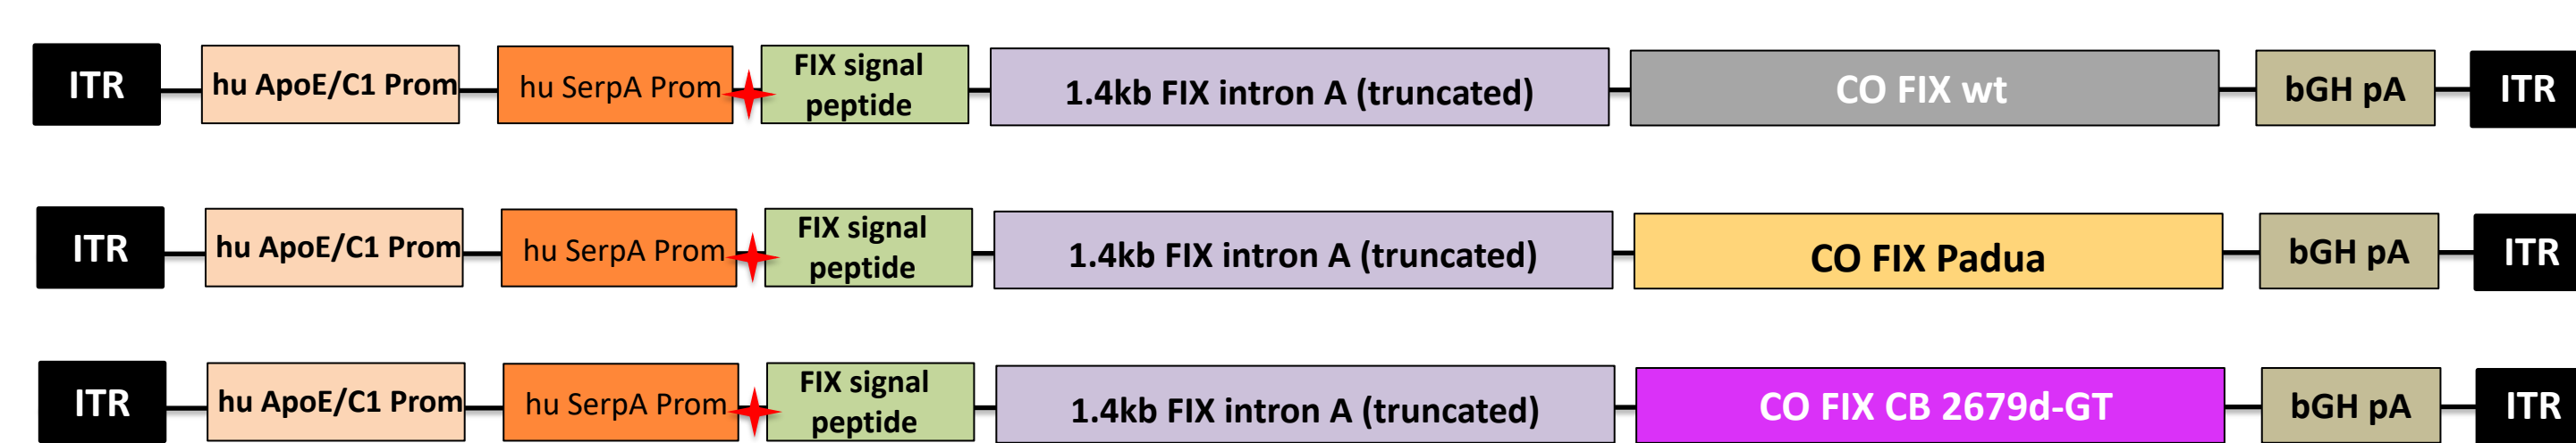 ITR hu ApoE/C1 Prom hu SerpA Prom FIX signal peptide 1.4kb FIX intron A (truncated) CO FIX wt bGH pA ITR
ITR hu ApoE/C1 Prom hu SerpA Prom FIX signal peptide 1.4kb FIX intron A (truncated) CO FIX Padua bGH pA ITR
ITR hu ApoE/C1 Prom hu SerpA Prom FIX signal peptide 1.4kb FIX intron A (truncated) CO FIX CB 2679d-GT bGH pA ITR